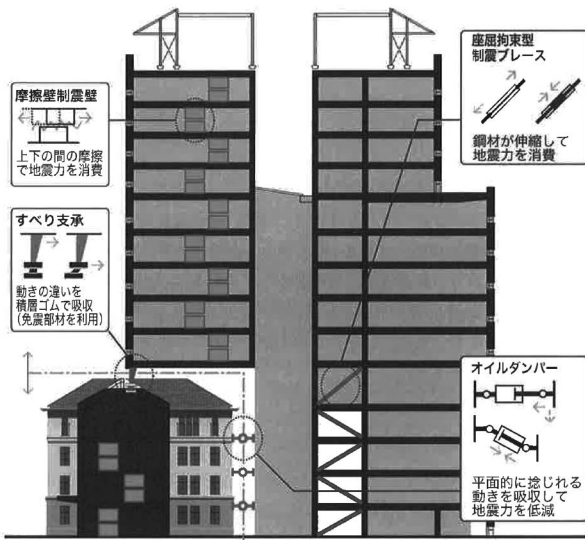 摩擦壁制震壁
上下の間の摩擦
で地震力を消費
すべり支承
動きの違いを
積層ゴムで吸収
(免震部材を利用)
座屈拘束型
制震ブレース
鋼材が伸縮して
地震力を消費
オイルダンパー
平面的に捻じれる
動きを吸収して
地震力を低減